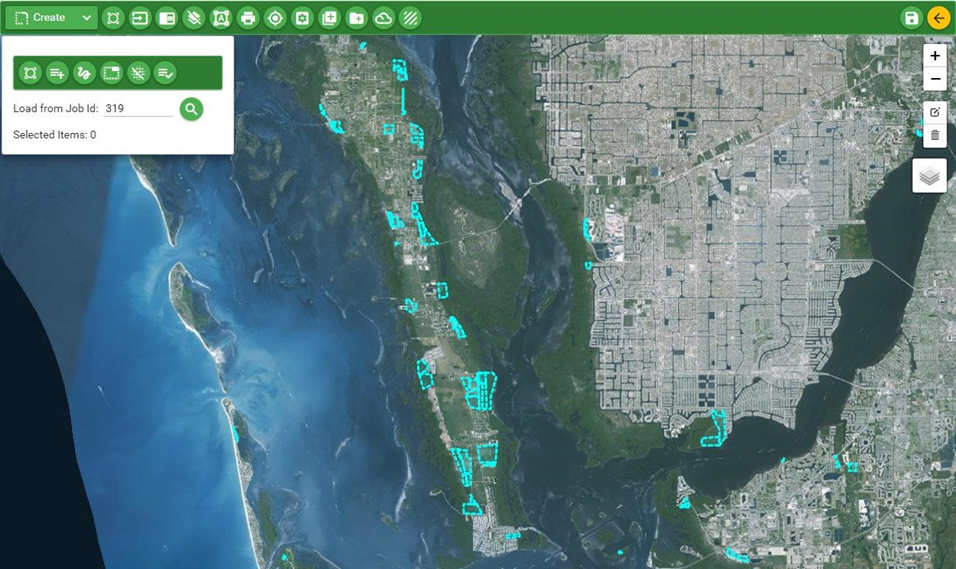 Create
Load from Job Id: 319
Selected Items: 0
+
−